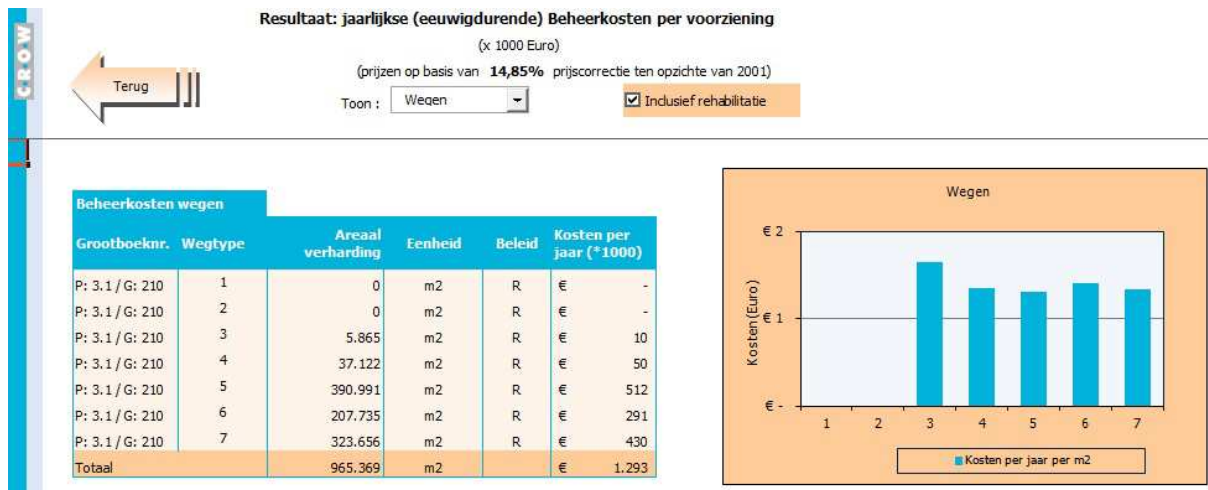 Resultaat: jaarlijkse (eeuwigdurende) Beheerkosten per voorziening
(x 1000 Euro)
(prijzen op basis van 14,85% prijscorrectie ten opzichte van 2001)
C·R·O·W
Terug
Toon : Wegen
Inclusief rehabilitatie
Beheerkosten wegen
Grootboeknr. Wegtype Areaal verharding Eenheid Beleid Kosten per jaar (*1000)
P: 3.1 / G: 210 1 0 m2 R € -
P: 3.1 / G: 210 2 0 m2 R € -
P: 3.1 / G: 210 3 5.865 m2 R € 10
P: 3.1 / G: 210 4 37.122 m2 R € 50
P: 3.1 / G: 210 5 390.991 m2 R € 512
P: 3.1 / G: 210 6 207.735 m2 R € 291
P: 3.1 / G: 210 7 323.656 m2 R € 430
Totaal 965.369 m2 € 1.293
Wegen
Kosten (Euro)
€ 2
€ 1
€ -
1 2 3 4 5 6 7
Kosten per jaar per m2